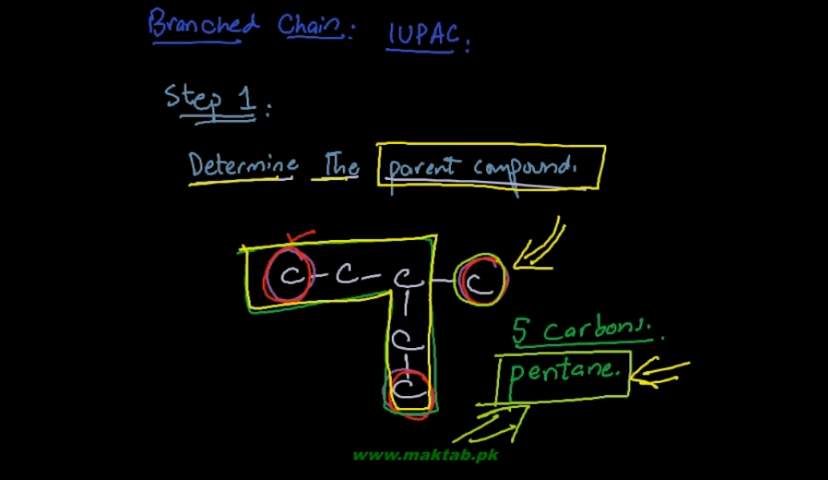 Branched Chain: IUPAC.
Step 1:
Determine The parent compound.
C - C - C - C
C
C
5 Carbons.
pentane.
www.maktab.pk